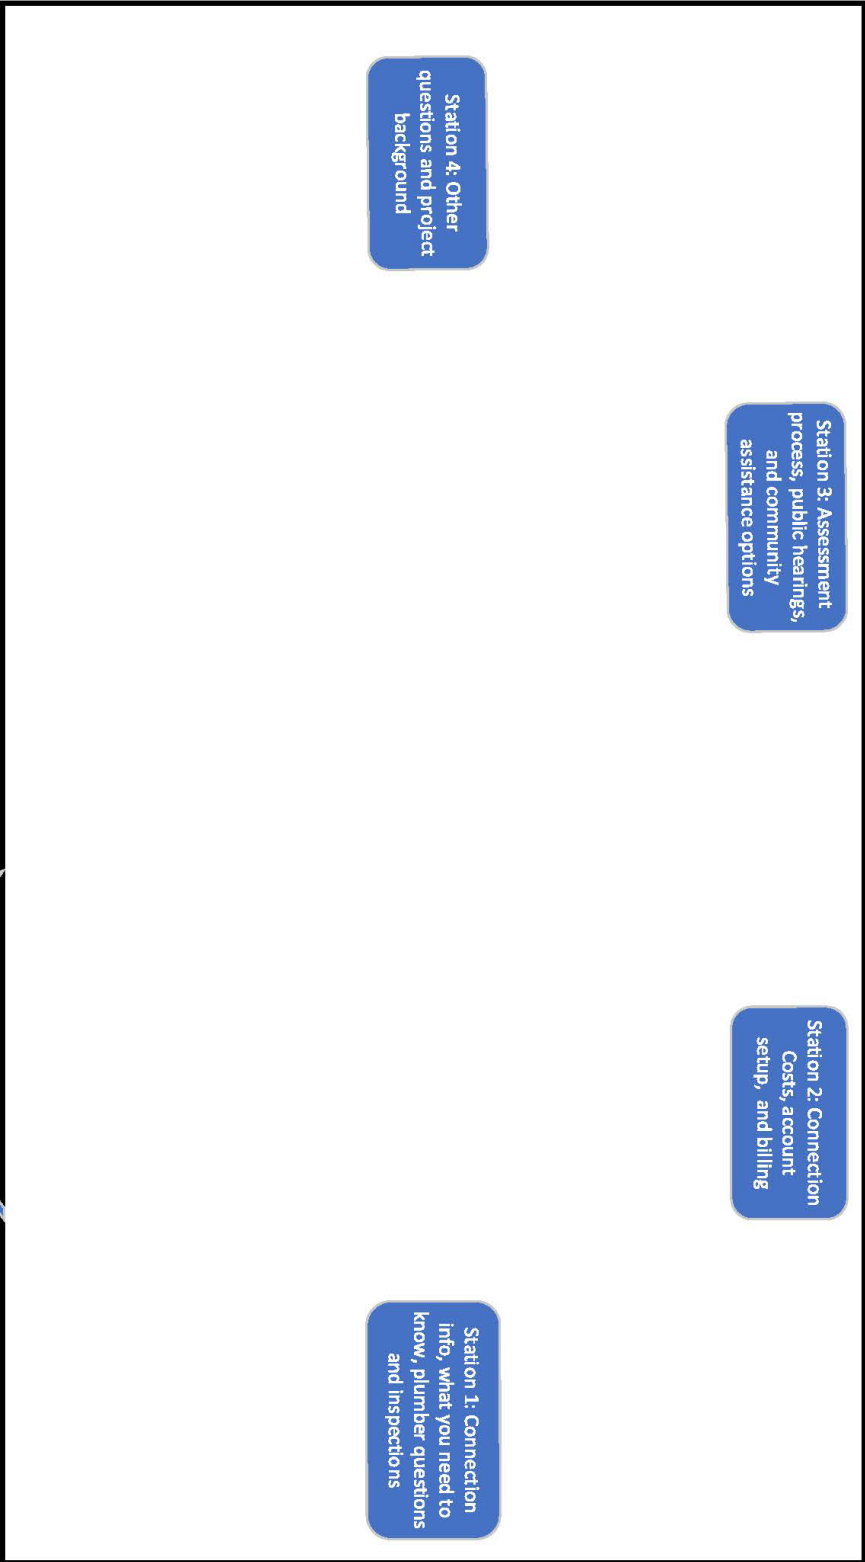 Station 3: Assessment
process, public hearings,
and community
assistance options
Station 2: Connection
Costs, account
setup, and billing
Station 4: Other
questions and project
background
Station 1: Connection
info, what you need to
know, plumber questions
and inspections